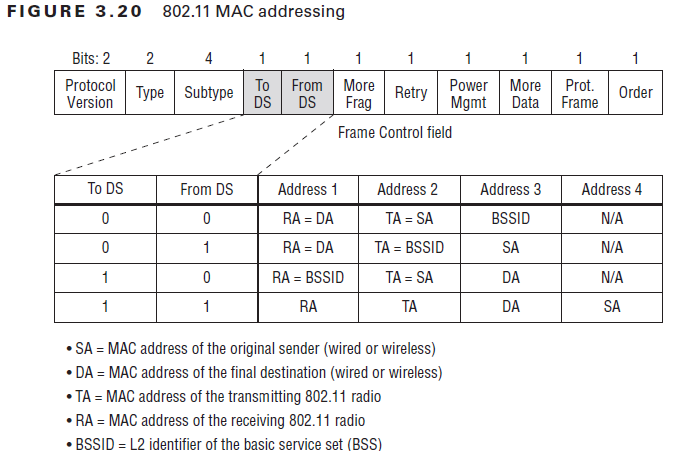 FIGURE 3.20 802.11 MAC addressing
Bits: 2 2 4 1 1 1 1 1 1 1 1
Protocol Version Type Subtype To DS From DS More Frag Retry Power Mgmt More Data Prot. Frame Order
Frame Control field
To DS From DS Address 1 Address 2 Address 3 Address 4
0 0 RA = DA TA = SA BSSID N/A
0 1 RA = DA TA = BSSID SA N/A
1 0 RA = BSSID TA = SA DA N/A
1 1 RA TA DA SA
• SA = MAC address of the original sender (wired or wireless)
• DA = MAC address of the final destination (wired or wireless)
• TA = MAC address of the transmitting 802.11 radio
• RA = MAC address of the receiving 802.11 radio
• BSSID = L2 identifier of the basic service set (BSS)